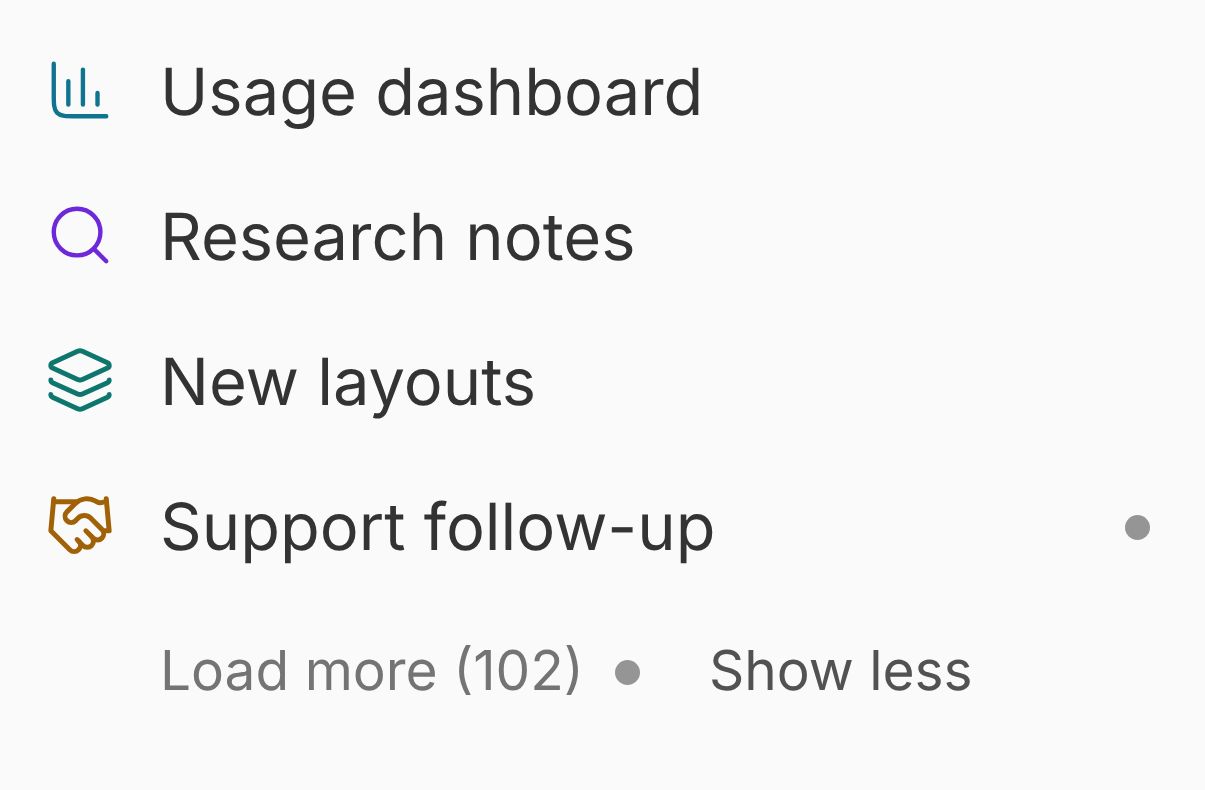 Usage dashboard
Research notes
New layouts
Support follow-up
Load more (102) Show less